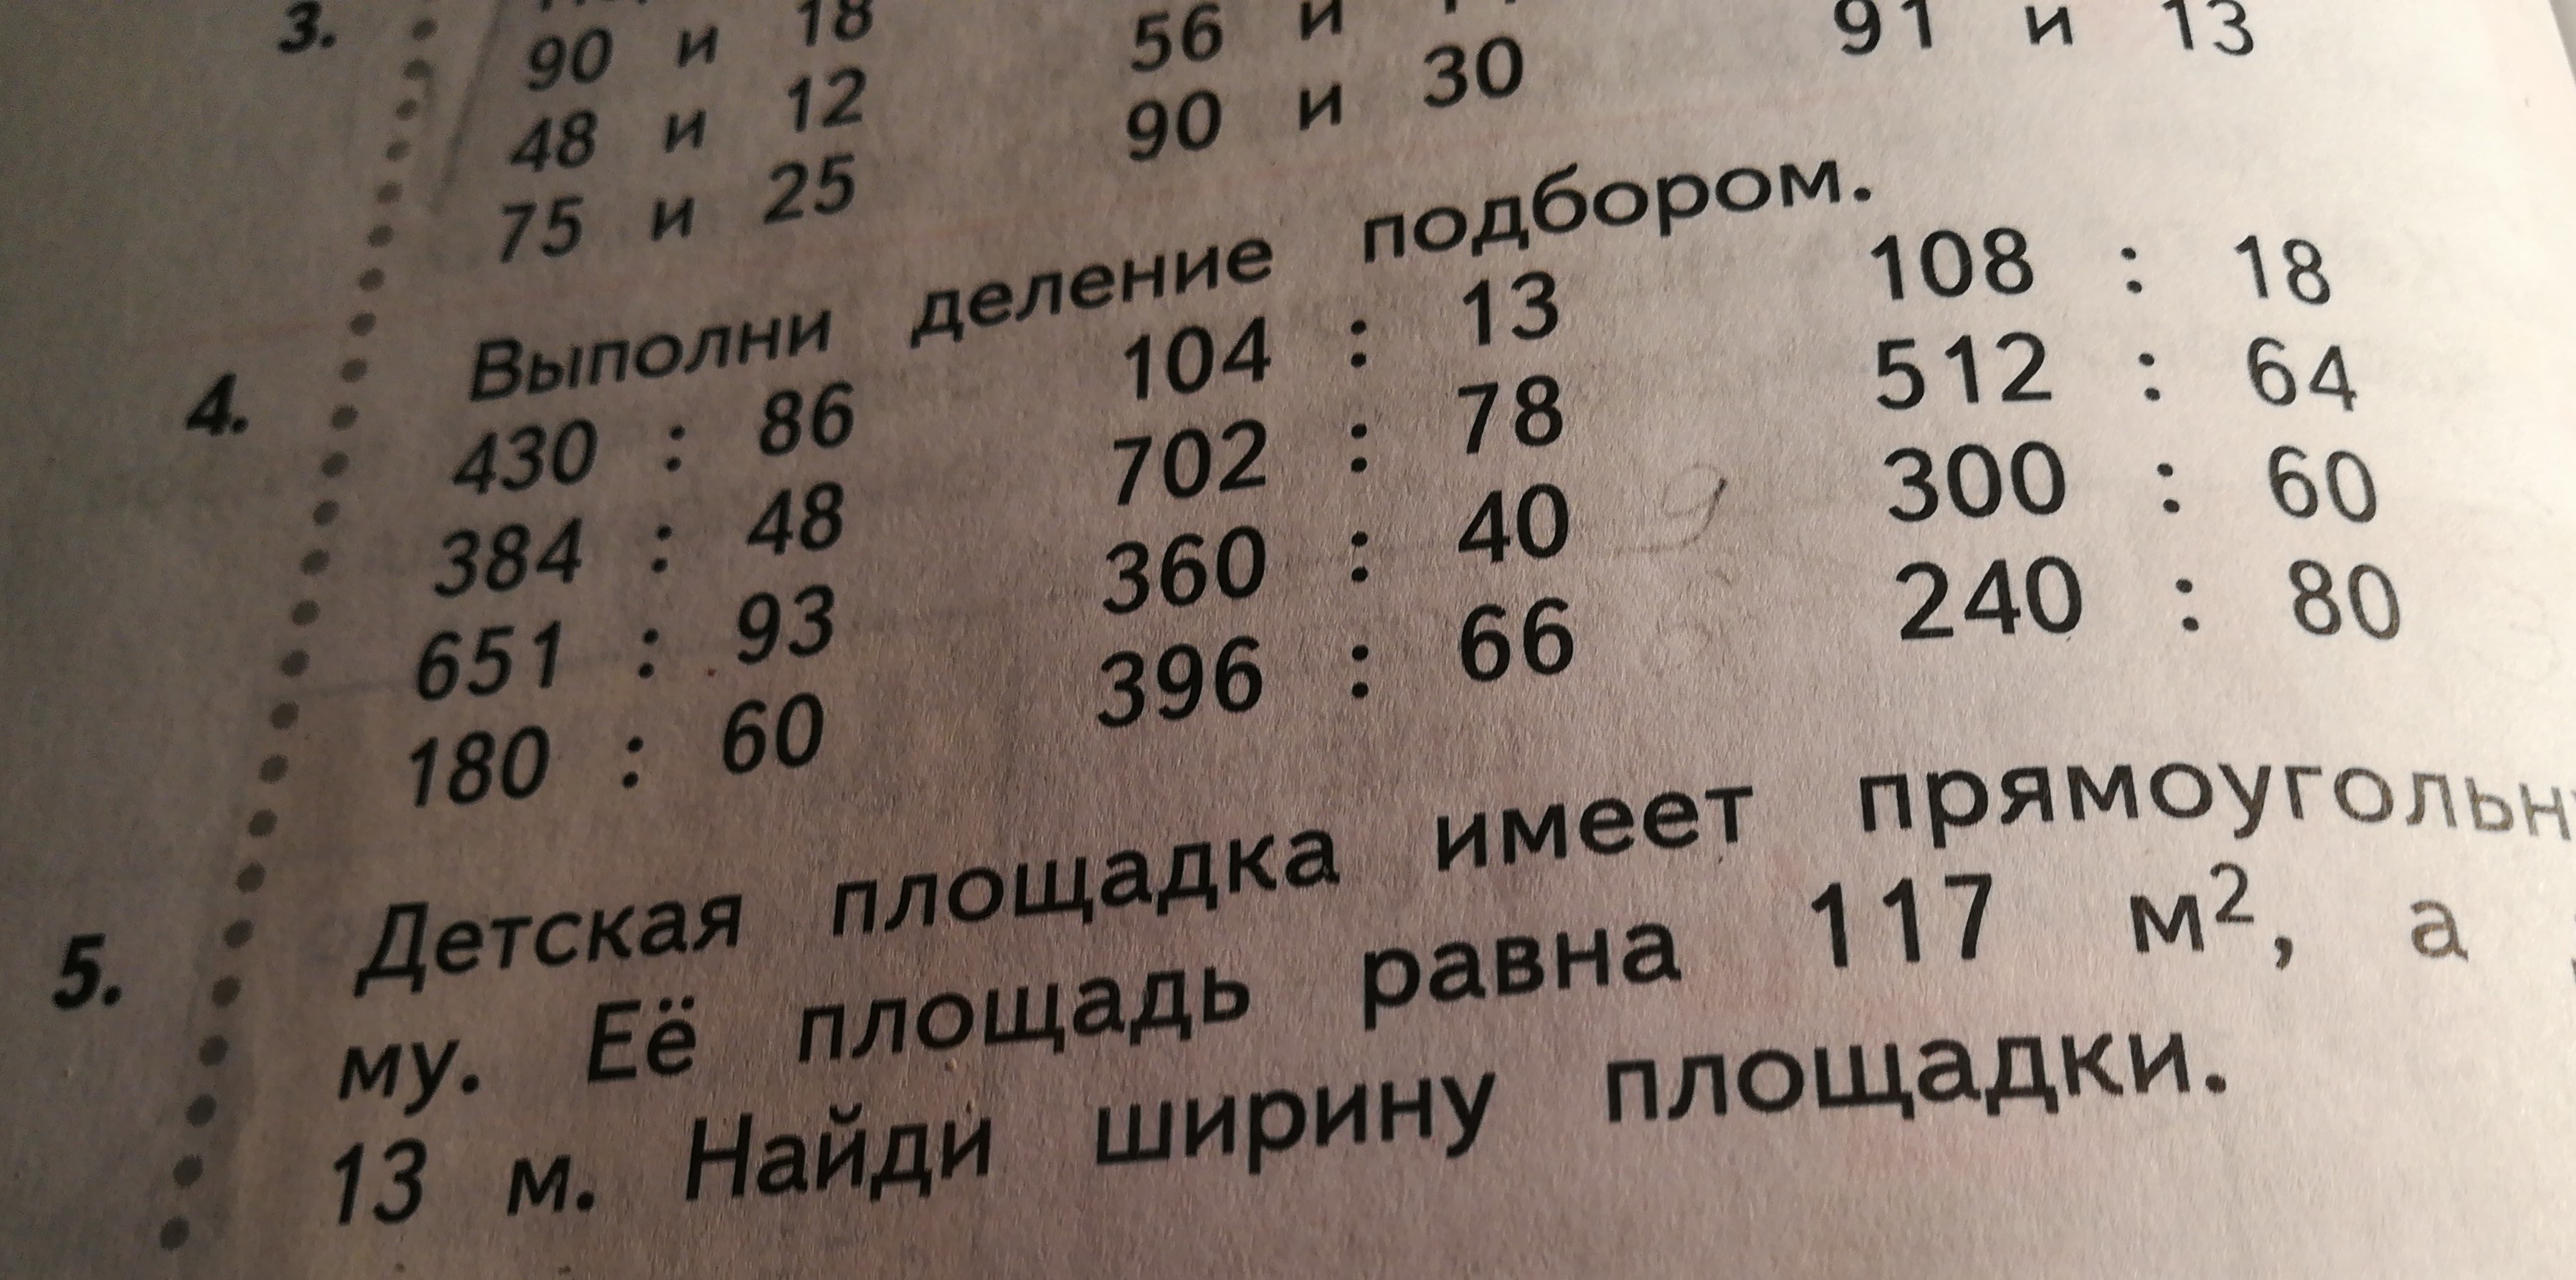 3.
90 и 18 56 и 91 и 13
48 и 12 90 и 30
75 и 25
4. Выполни деление подбором.
430 : 86 104 : 13 108 : 18
384 : 48 702 : 78 512 : 64
651 : 93 360 : 40 9 300 : 60
180 : 60 396 : 66 240 : 80
5. Детская площадка имеет прямоугольн
му. Её площадь равна 117 м², а
13 м. Найди ширину площадки.